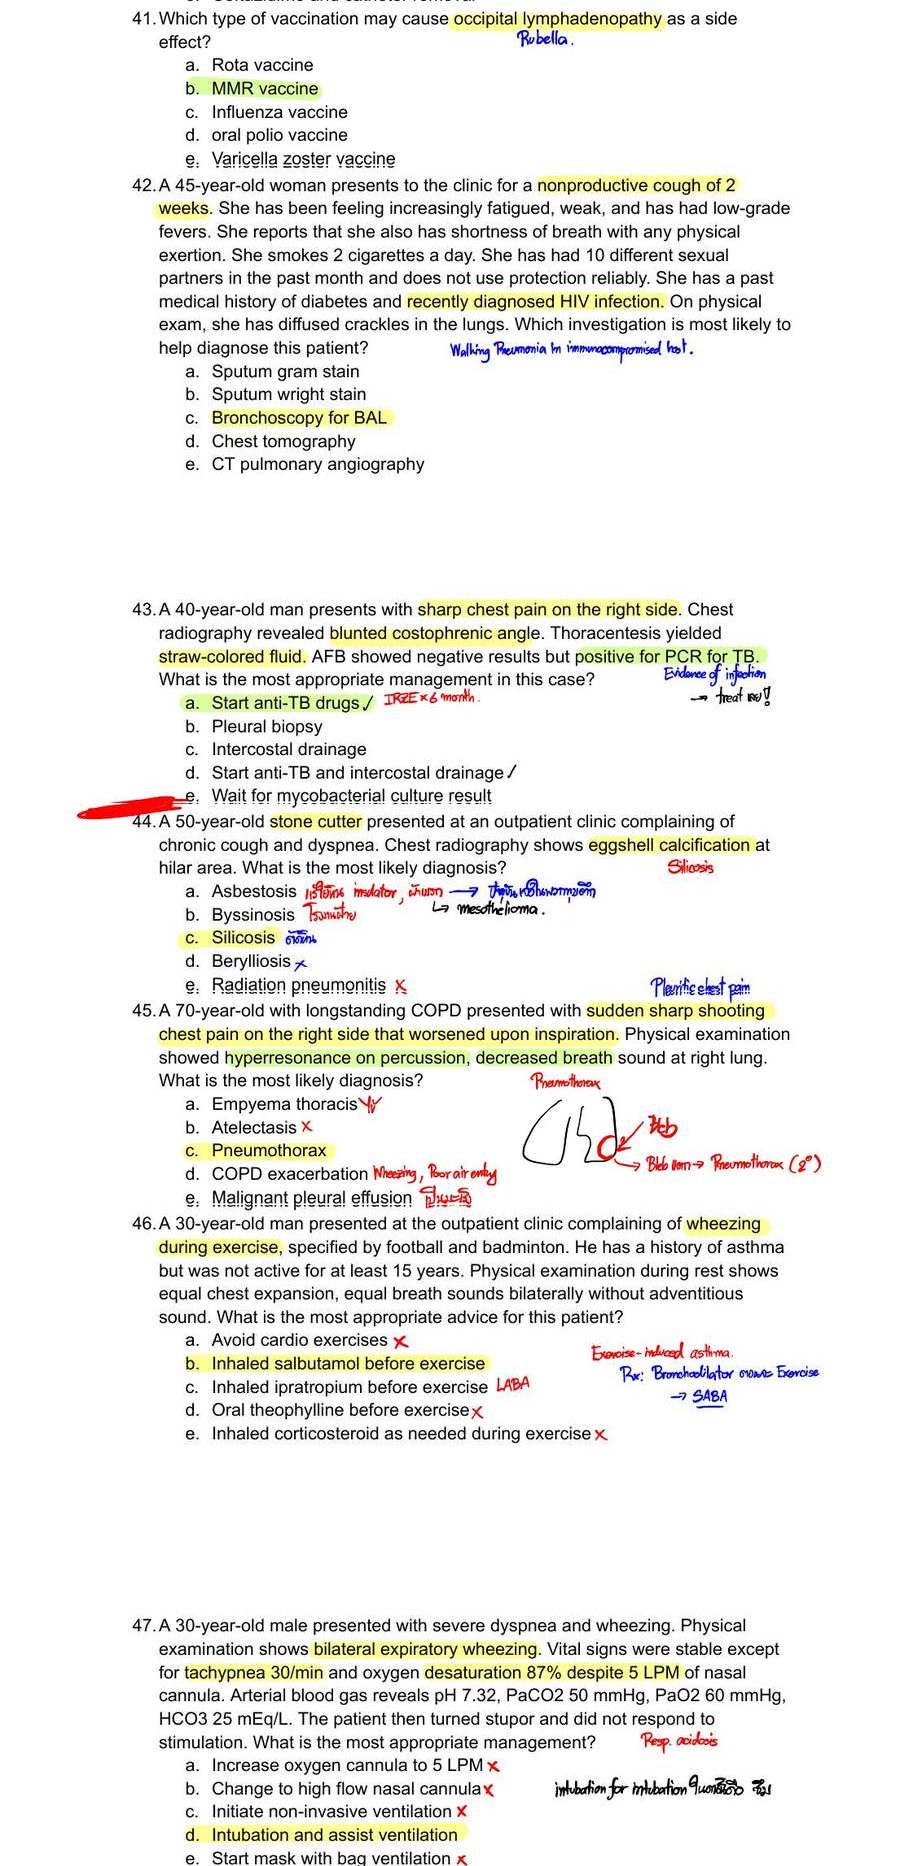 41. Which type of vaccination may cause occipital lymphadenopathy as a side
effect?
Rubella.
a. Rota vaccine
b. MMR vaccine
c. Influenza vaccine
d. oral polio vaccine
e. Varicella zoster vaccine
42. A 45-year-old woman presents to the clinic for a nonproductive cough of 2
weeks. She has been feeling increasingly fatigued, weak, and has had low-grade
fevers. She reports that she also has shortness of breath with any physical
exertion. She smokes 2 cigarettes a day. She has had 10 different sexual
partners in the past month and does not use protection reliably. She has a past
medical history of diabetes and recently diagnosed HIV infection. On physical
exam, she has diffused crackles in the lungs. Which investigation is most likely to
help diagnose this patient?
Walking Pneumonia in immunocompromised host.
a. Sputum gram stain
b. Sputum wright stain
c. Bronchoscopy for BAL
d. Chest tomography
e. CT pulmonary angiography
43. A 40-year-old man presents with sharp chest pain on the right side. Chest
radiography revealed blunted costophrenic angle. Thoracentesis yielded
straw-colored fluid. AFB showed negative results but positive for PCR for TB.
What is the most appropriate management in this case?
Evidence of infection
→ treat เลย!
a. Start anti-TB drugs ✓ IRZE x 6 month.
b. Pleural biopsy
c. Intercostal drainage
d. Start anti-TB and intercostal drainage ✓
e. Wait for mycobacterial culture result
44. A 50-year-old stone cutter presented at an outpatient clinic complaining of
chronic cough and dyspnea. Chest radiography shows eggshell calcification at
hilar area. What is the most likely diagnosis?
Silicosis
a. Asbestosis
↳ mesothelioma.
b. Byssinosis
c. Silicosis
d. Berylliosis x
e. Radiation pneumonitis x
Pleuritic chest pain
45. A 70-year-old with longstanding COPD presented with sudden sharp shooting
chest pain on the right side that worsened upon inspiration. Physical examination
showed hyperresonance on percussion, decreased breath sound at right lung.
What is the most likely diagnosis?
Pneumothorax
a. Empyema thoracis
b. Atelectasis x
c. Pneumothorax
d. COPD exacerbation Wheezing, Poor air entry
→ Bleb แตก → Pneumothorax (2°)
e. Malignant pleural effusion
46. A 30-year-old man presented at the outpatient clinic complaining of wheezing
during exercise, specified by football and badminton. He has a history of asthma
but was not active for at least 15 years. Physical examination during rest shows
equal chest expansion, equal breath sounds bilaterally without adventitious
sound. What is the most appropriate advice for this patient?
a. Avoid cardio exercises x
Exercise-induced asthma.
b. Inhaled salbutamol before exercise
Rx: Bronchodilator ก่อนออก Exercise
→ SABA
c. Inhaled ipratropium before exercise LABA
d. Oral theophylline before exercise x
e. Inhaled corticosteroid as needed during exercise x
47. A 30-year-old male presented with severe dyspnea and wheezing. Physical
examination shows bilateral expiratory wheezing. Vital signs were stable except
for tachypnea 30/min and oxygen desaturation 87% despite 5 LPM of nasal
cannula. Arterial blood gas reveals pH 7.32, PaCO2 50 mmHg, PaO2 60 mmHg,
HCO3 25 mEq/L. The patient then turned stupor and did not respond to
stimulation. What is the most appropriate management?
Resp. acidosis
a. Increase oxygen cannula to 5 LPM x
b. Change to high flow nasal cannula x
intubation for intubation
c. Initiate non-invasive ventilation x
d. Intubation and assist ventilation
e. Start mask with bag ventilation x